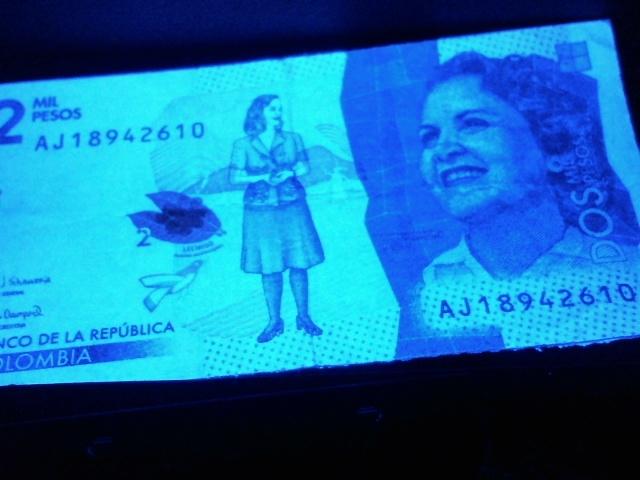 2 MIL
PESOS
AJ18942610
2
DOS MIL
PESOS
AJ18942610
NCO DE LA REPÚBLICA
OLOMBIA